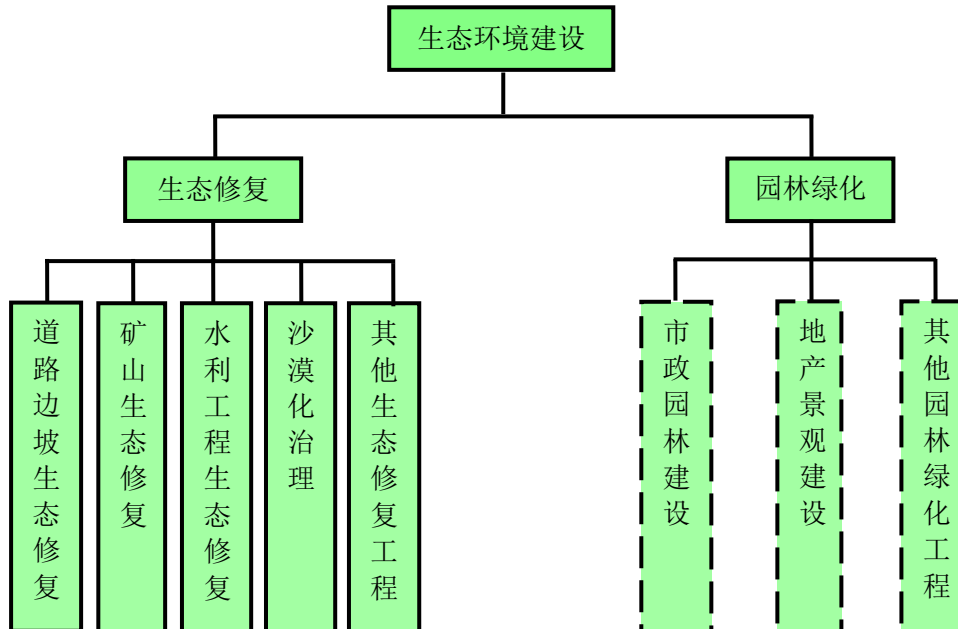 生态环境建设
生态修复
园林绿化
道路边坡生态修复
矿山生态修复
水利工程生态修复
沙漠化治理
其他生态修复工程
市政园林建设
地产景观建设
其他园林绿化工程